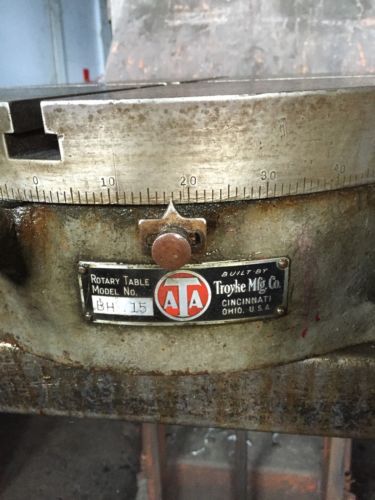 0 10 20 30 40
ROTARY TABLE
MODEL NO.
BH 15
ATA
BUILT BY
Troyke Mfg. Co.
CINCINNATI
OHIO, U.S.A.